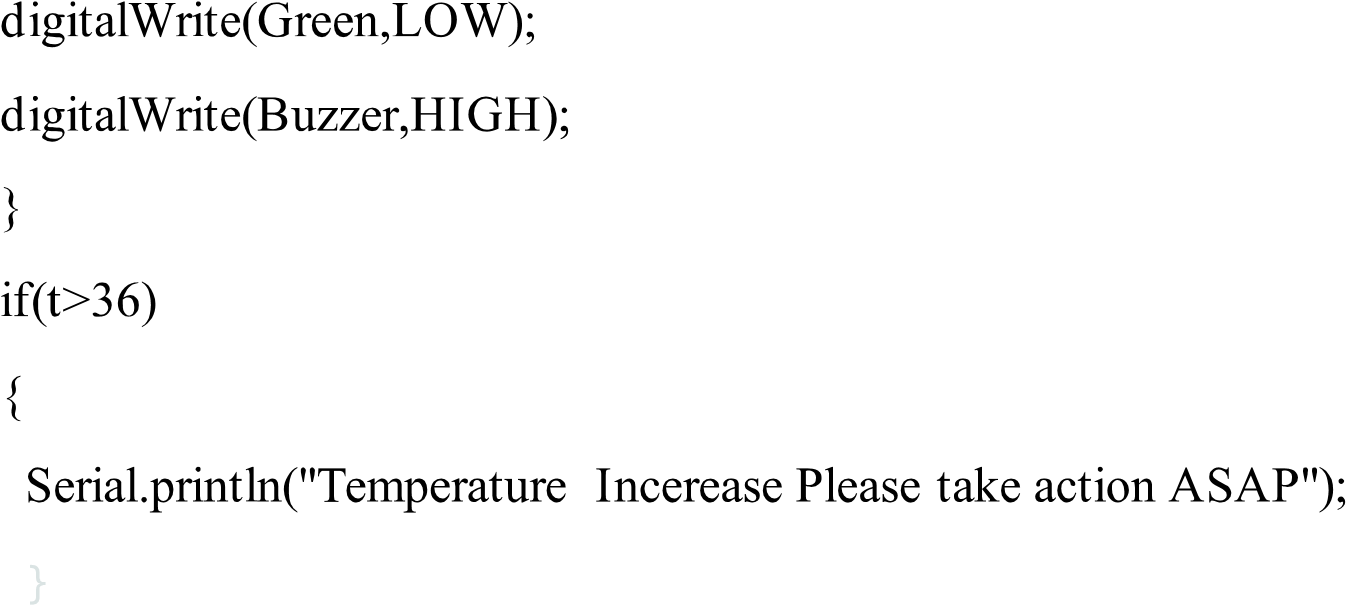 digitalWrite(Green,LOW);
digitalWrite(Buzzer,HIGH);
}
if(t>36)
{
Serial.println("Temperature  Incerease Please take action ASAP");
}